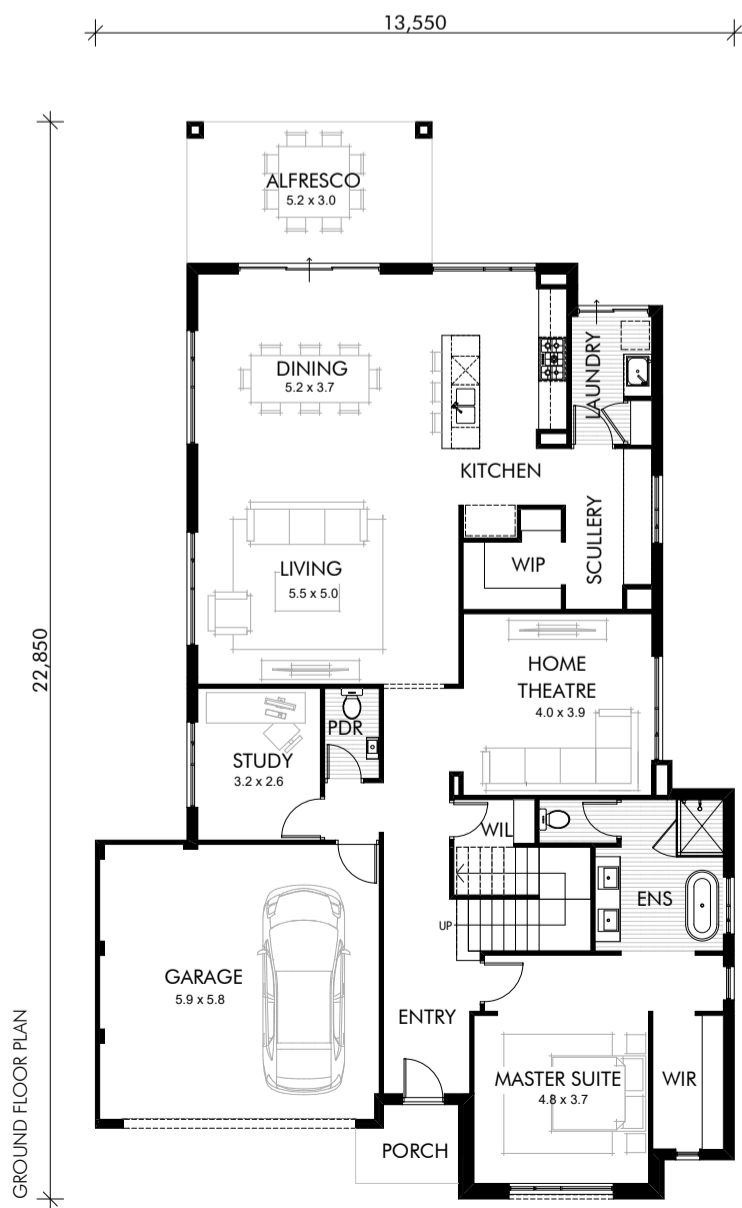 13,550
22,850
ALFRESCO
5.2 x 3.0
DINING
5.2 x 3.7
LAUNDRY
KITCHEN
SCULLERY
WIP
LIVING
5.5 x 5.0
HOME
THEATRE
4.0 x 3.9
PDR
STUDY
3.2 x 2.6
WIL
ENS
UP
GARAGE
5.9 x 5.8
ENTRY
MASTER SUITE
4.8 x 3.7
WIR
PORCH
GROUND FLOOR PLAN